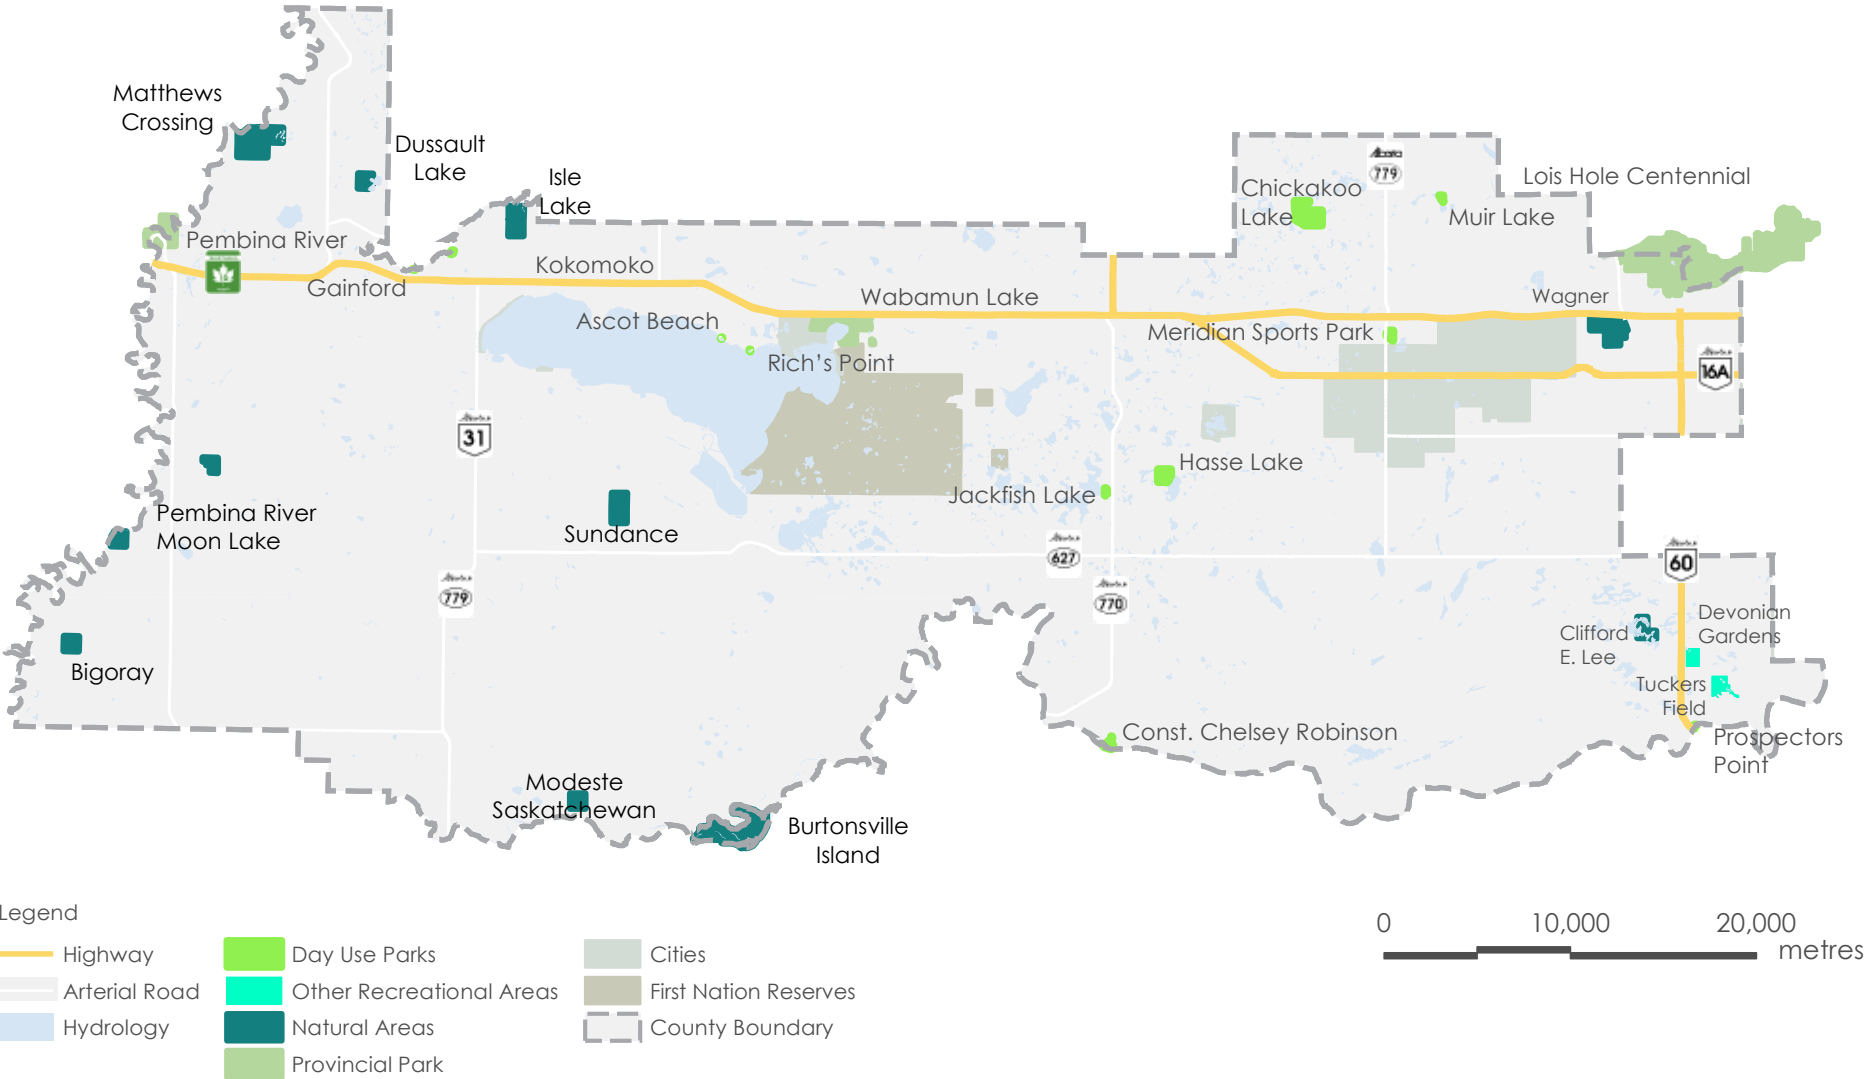 Matthews
Crossing
Dussault
Lake
Isle
Lake
Alberta
779
Chickakoo
Lake
Muir Lake
Lois Hole Centennial
Pembina River
Gainford
Kokomoko
Wabamun Lake
Wagner
Ascot Beach
Rich's Point
Meridian Sports Park
16A
31
Hasse Lake
Jackfish Lake
Pembina River
Moon Lake
Sundance
627
60
779
770
Devonian
Gardens
Clifford
E. Lee
Bigoray
Tuckers
Field
Const. Chelsey Robinson
Prospectors
Point
Modeste
Saskatchewan
Burtonsville
Island
Legend
Highway
Arterial Road
Hydrology
Day Use Parks
Other Recreational Areas
Natural Areas
Provincial Park
Cities
First Nation Reserves
County Boundary
0 10,000 20,000
metres